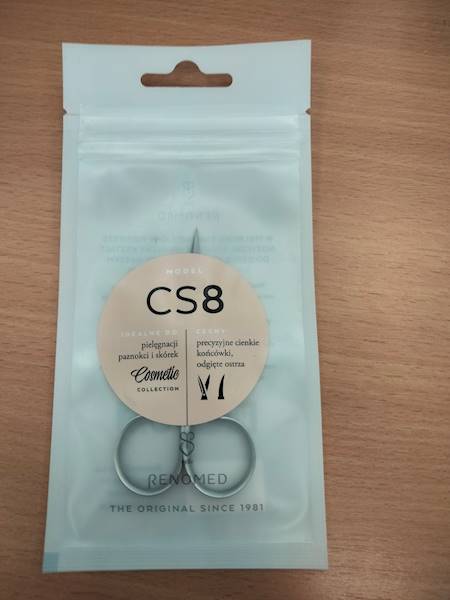 RENOMED
MODEL
CS8
IDEALNE DO
pielęgnacji
paznokci i skórek
Cosmetic
COLLECTION
CECHY
precyzyjne cienkie
końcówki,
odgięte ostrza
RENOMED
THE ORIGINAL SINCE 1981